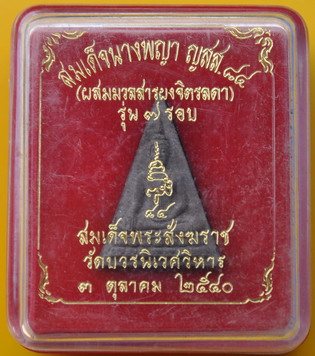 สมเด็จนางพญา ญสส.๘๔
(ผสมมวลสารผงจิตรลดา)
รุ่น ๗ รอบ
๘๔
สมเด็จพระสังฆราช
วัดบวรนิเวศวิหาร
๓ ตุลาคม ๒๕๔๐